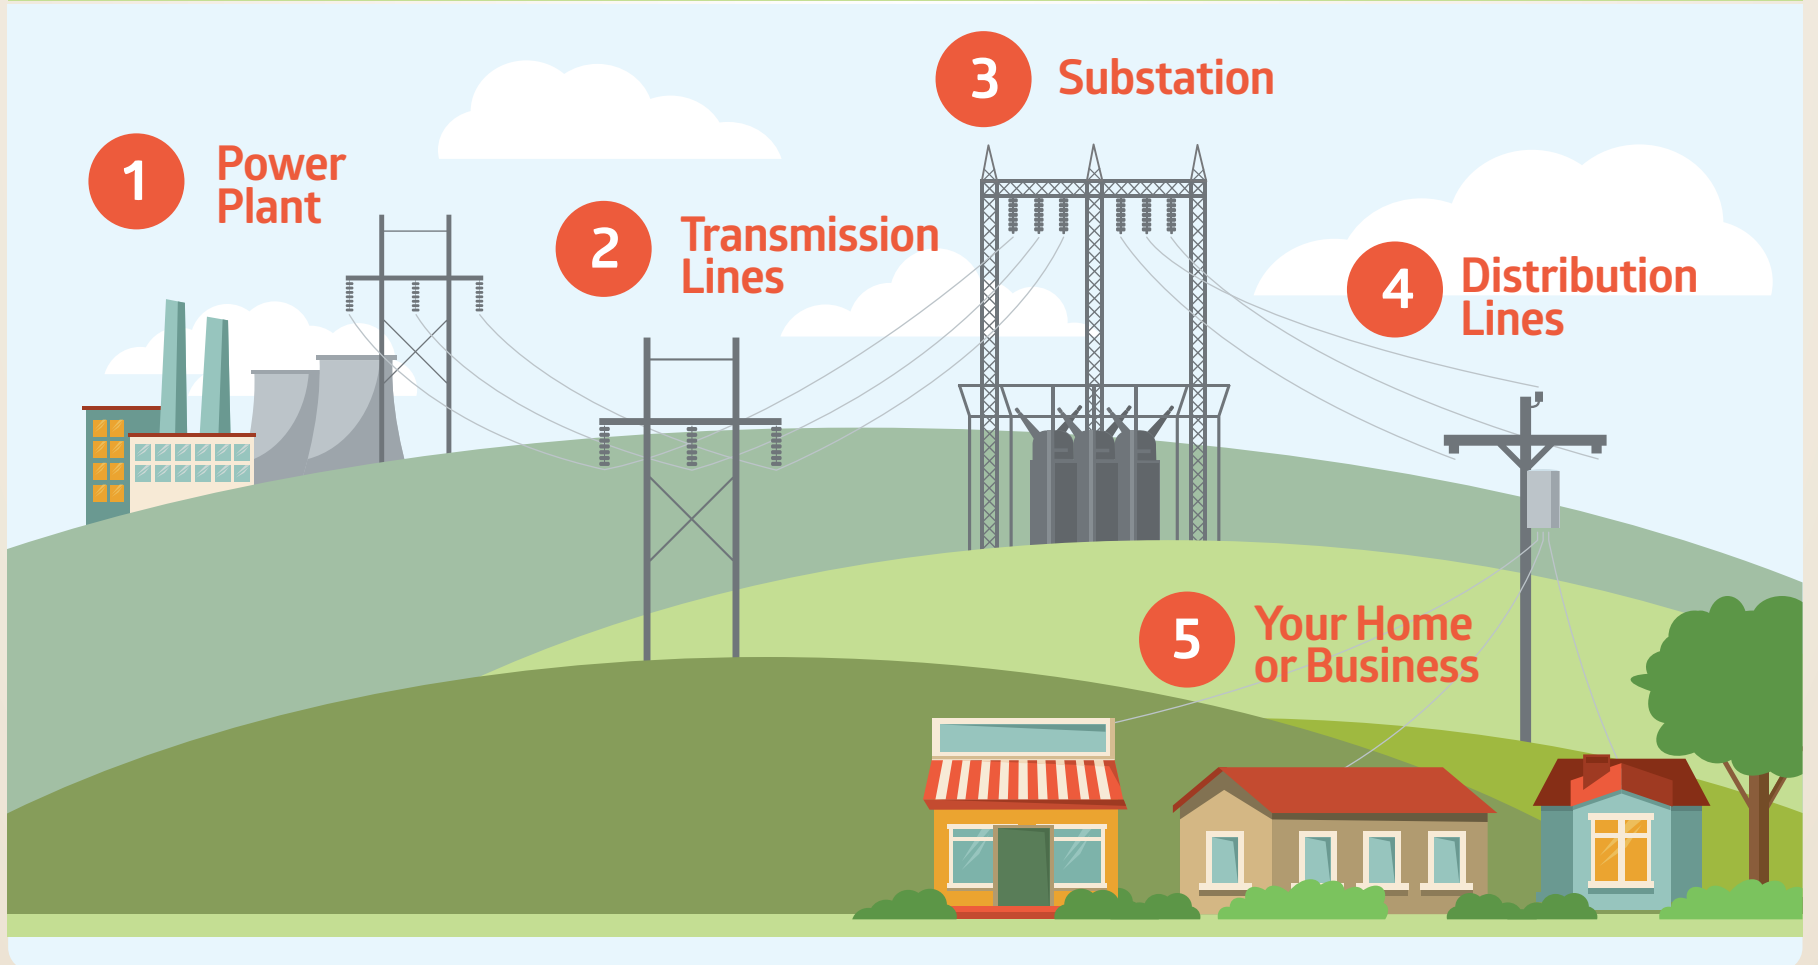 1
Power
Plant
2
Transmission
Lines
3
Substation
4
Distribution
Lines
5
Your Home
or Business